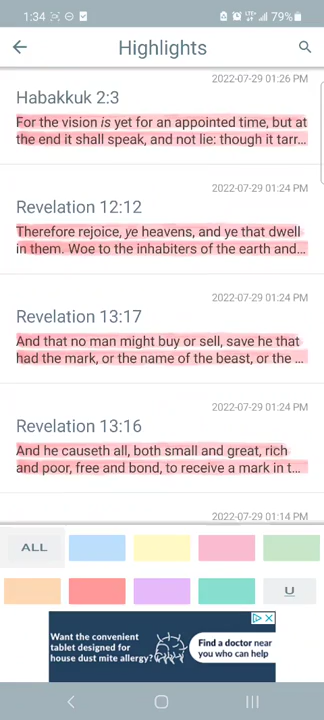 1:34 79%
Highlights
2022-07-29 01:26 PM
Habakkuk 2:3
For the vision is yet for an appointed time, but at
the end it shall speak, and not lie: though it tarr...
2022-07-29 01:24 PM
Revelation 12:12
Therefore rejoice, ye heavens, and ye that dwell
in them. Woe to the inhabiters of the earth and...
2022-07-29 01:24 PM
Revelation 13:17
And that no man might buy or sell, save he that
had the mark, or the name of the beast, or the ...
2022-07-29 01:24 PM
Revelation 13:16
And he causeth all, both small and great, rich
and poor, free and bond, to receive a mark in t...
2022-07-29 01:14 PM
ALL
U
Want the convenient
tablet designed for
house dust mite allergy?
Find a doctor near
you who can help